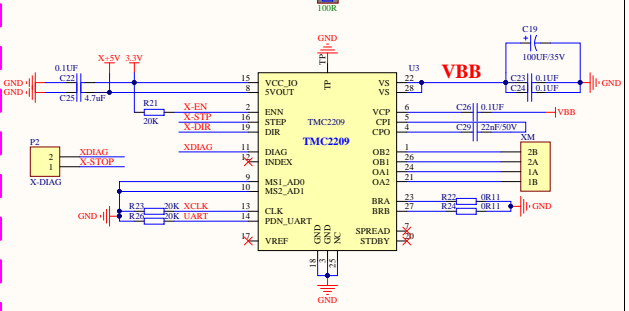 100R
GND
C19
100UF/35V
TP
U3
VBB
X+5V 3.3V
0.1UF
GND C22
GND C25 4.7uF
15 VCC_IO TP VS 22
8 5VOUT VS 28
C23 0.1UF GND
C24 0.1UF
R21 X-EN 2 ENN
20K X-STP 16 STEP TMC2209
X-DIR 19 DIR TMC2209
VCP 6 C26 0.1UF VBB
CPI 5
CPO 4 C29 22nF/50V
P2
2 XDIAG
1 X-STOP
X-DIAG
XDIAG 11 DIAG
12 INDEX
XM
OB2 1 2B
OB1 26 2A
OA1 24 1A
OA2 21 1B
9 MS1_AD0
10 MS2_AD1
BRA 23 R22 0R11
BRB 27 R24 0R11 GND
GND
R23 20K XCLK 13 CLK
R26 20K UART 14 PDN_UART
17 VREF
SPREAD 7
STDBY 20
GND GND NC
18 3 25
GND